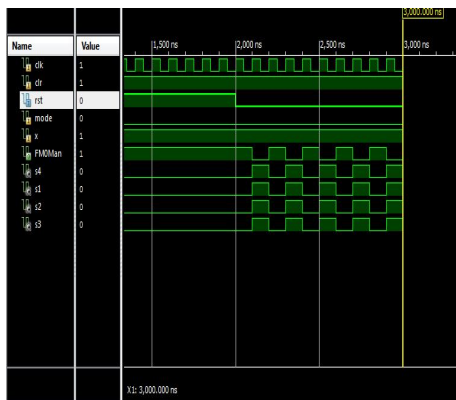 3,000.000 ns
Name Value 1,500 ns 2,000 ns 2,500 ns 3,000 ns
clk 1
clr 1
rst 0
mode 0
x 1
FM0Man 1
s4 0
s1 0
s2 0
s3 0
X1: 3,000.000 ns